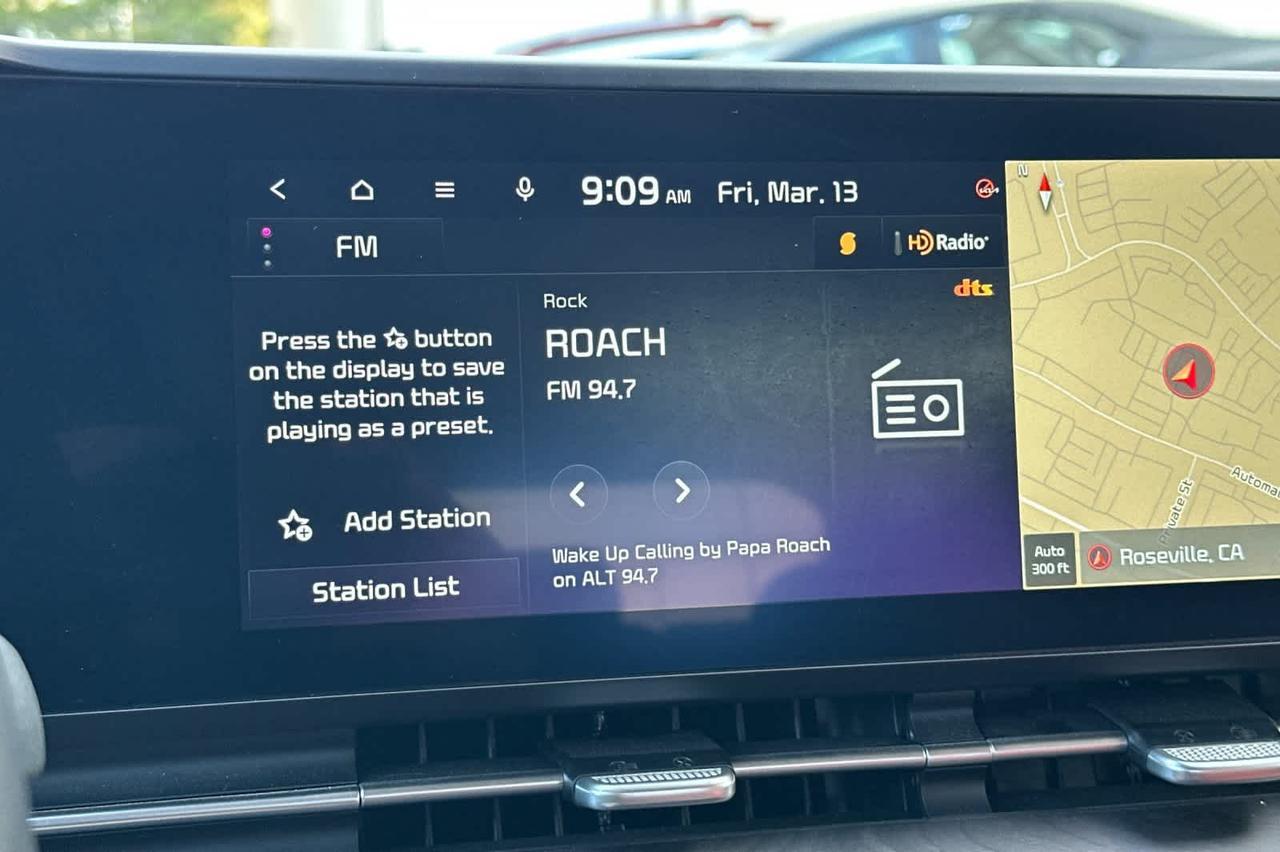 9:09 AM Fri, Mar. 13
FM
HD Radio
dts
Press the button
on the display to save
the station that is
playing as a preset.
Add Station
Station List
Rock
ROACH
FM 94.7
Wake Up Calling by Papa Roach
on ALT 94.7
N
Private St
Automa
Auto
300 ft
Roseville, CA